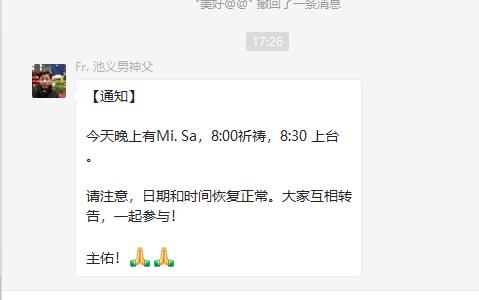 "美好@@" 撤回了一条消息
17:26
Fr. 池义男神父
【通知】
今天晚上有Mi. Sa，8:00祈祷，8:30 上台
。
请注意，日期和时间恢复正常。大家互相转
告，一起参与！
主佑！🙏🙏